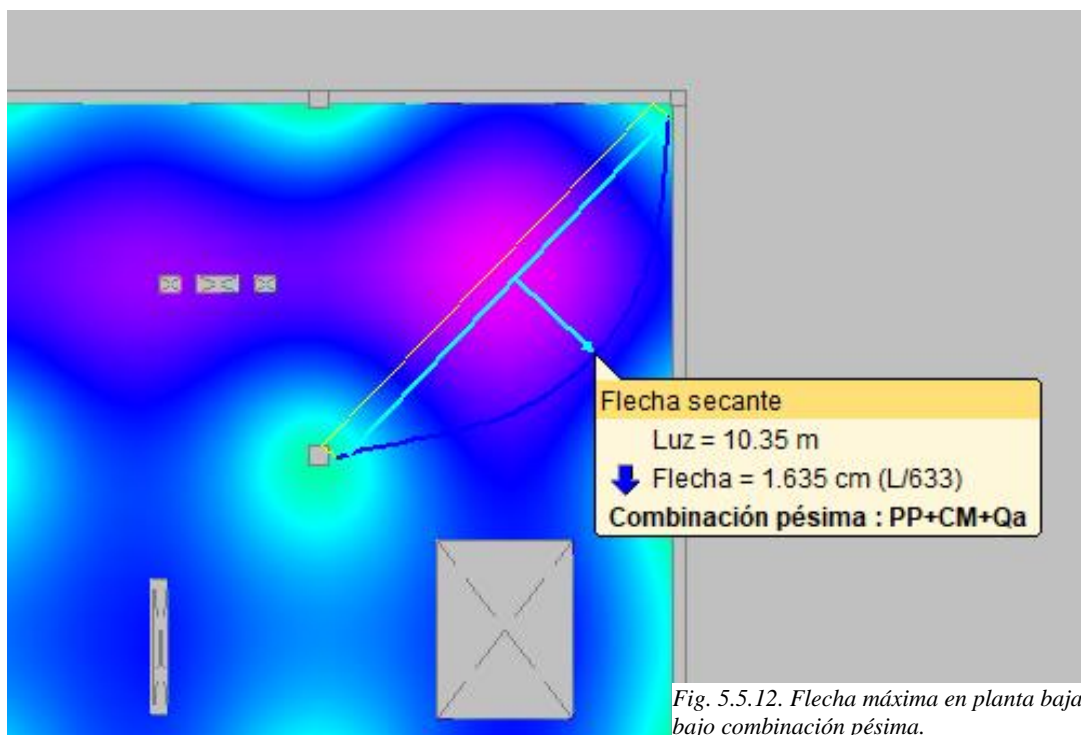 Flecha secante
Luz = 10.35 m
Flecha = 1.635 cm (L/633)
Combinación pésima : PP+CM+Qa
Fig. 5.5.12. Flecha máxima en planta baja
bajo combinación pésima.